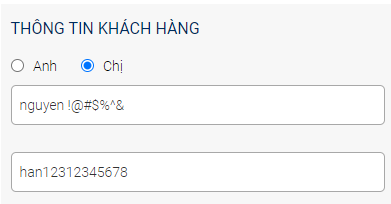 THÔNG TIN KHÁCH HÀNG
Anh Chị
nguyen !@#$%^&
han12312345678